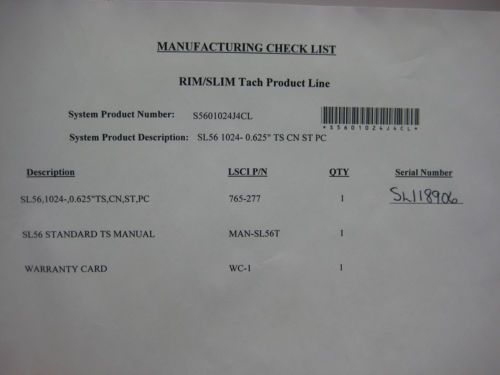 MANUFACTURING CHECK LIST
RIM/SLIM Tach Product Line
System Product Number: S5601024J4CL
*S5601024J4CL*
System Product Description: SL56 1024- 0.625" TS CN ST PC
Description LSCI P/N QTY Serial Number
SL56,1024-,0.625"TS,CN,ST,PC 765-277 1 SL118906
SL56 STANDARD TS MANUAL MAN-SL56T 1
WARRANTY CARD WC-1 1